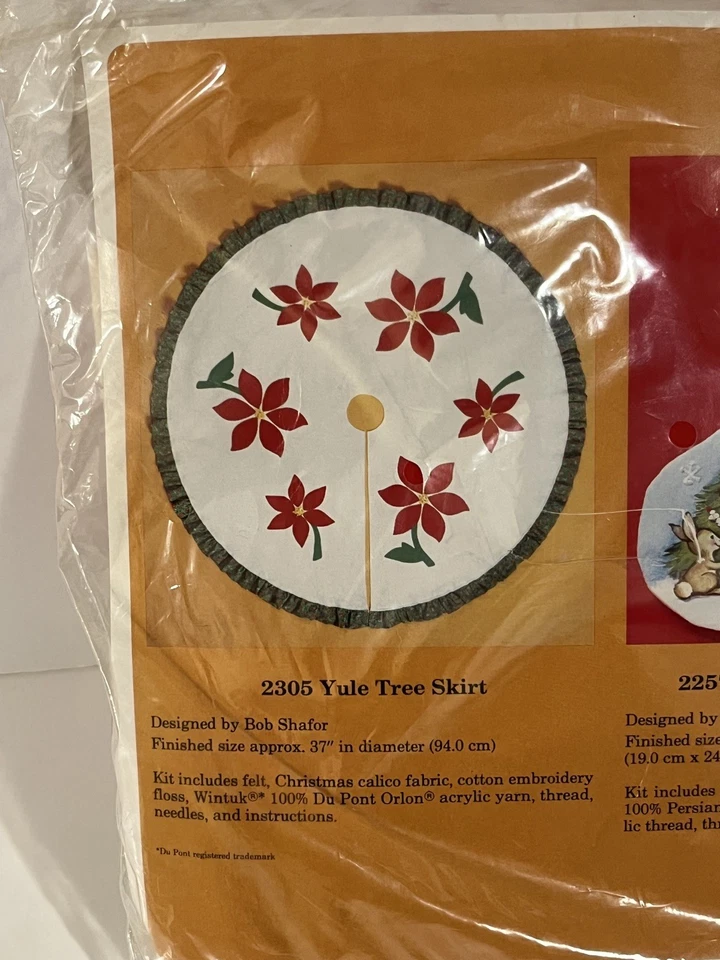 2305 Yule Tree Skirt
Designed by Bob Shafor
Finished size approx. 37" in diameter (94.0 cm)
Kit includes felt, Christmas calico fabric, cotton embroidery
floss, Wintuk®* 100% Du Pont Orlon® acrylic yarn, thread,
needles, and instructions.
*Du Pont registered trademark
225
Designed by
Finished size
(19.0 cm x 24
Kit includes
100% Persian
lic thread,